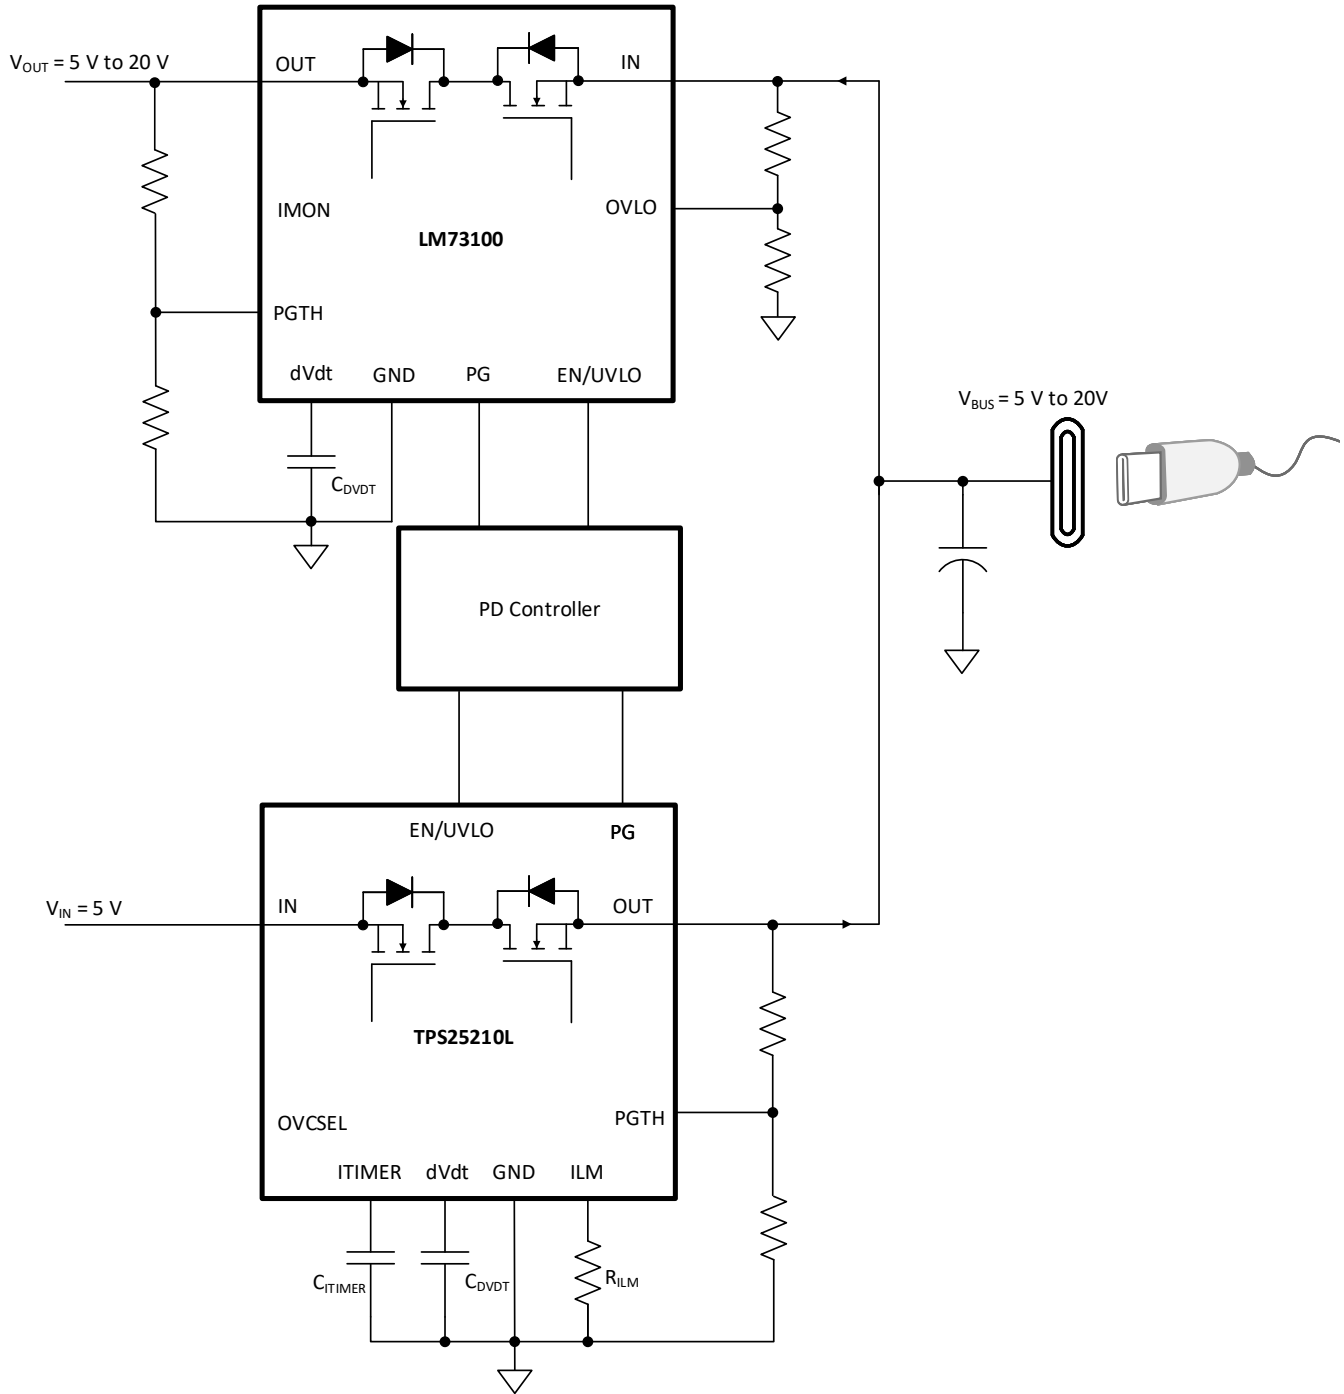 V_OUT = 5 V to 20 V
OUT
IN
IMON
OVLO
LM73100
PGTH
dVdt
GND
PG
EN/UVLO
C_DVDT
V_BUS = 5 V to 20V
PD Controller
EN/UVLO
PG
V_IN = 5 V
IN
OUT
TPS25210L
OVCSEL
PGTH
ITIMER
dVdt
GND
ILM
C_ITIMER
C_DVDT
R_ILM